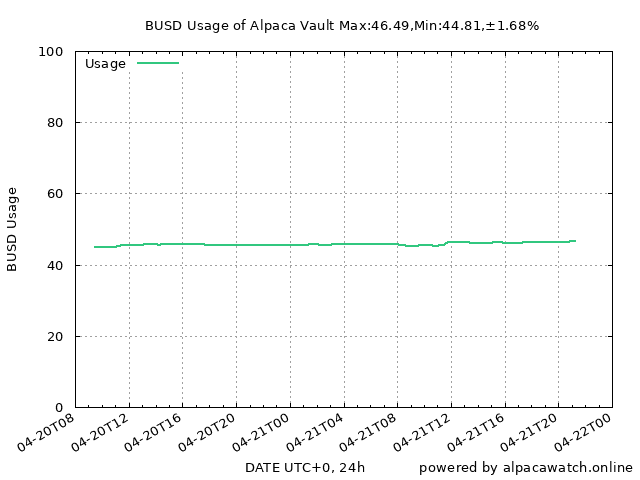 BUSD Usage of Alpaca Vault Max:46.49,Min:44.81,±1.68%
Usage
100
80
60
40
20
0
BUSD Usage
04-20T08
04-20T12
04-20T16
04-20T20
04-21T00
04-21T04
04-21T08
04-21T12
04-21T16
04-21T20
04-22T00
DATE UTC+0, 24h
powered by alpacawatch.online